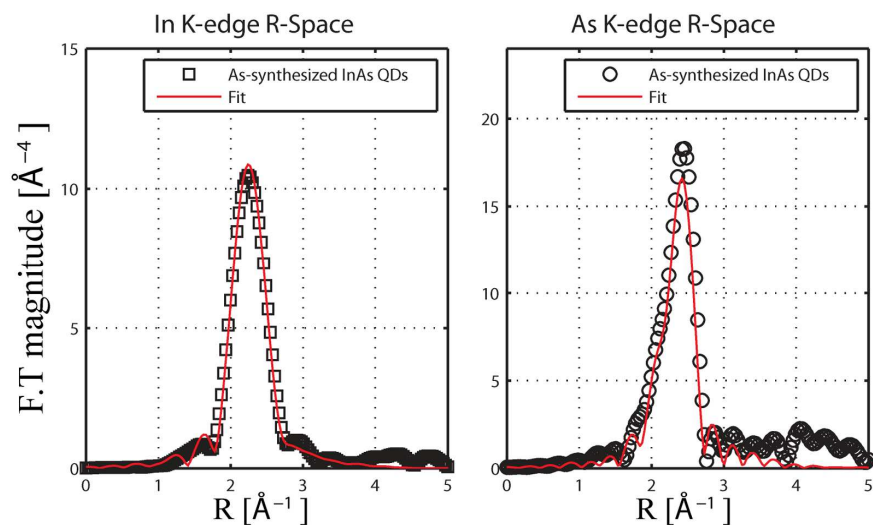 In K-edge R-Space
As K-edge R-Space
F.T magnitude [Å⁻⁴]
15
10
5
0
As-synthesized InAs QDs
Fit
0 1 2 3 4 5
R [Å⁻¹]
20
15
10
5
0
As-synthesized InAs QDs
Fit
0 1 2 3 4 5
R [Å⁻¹]